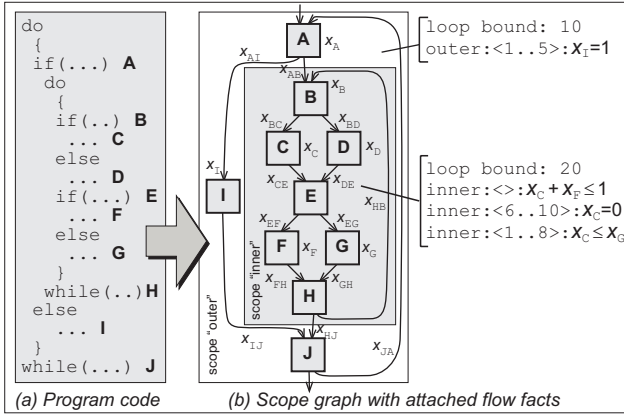 do
{
if(...) A
do
{
if(..) B
... C
else
... D
if(...) E
... F
else
... G
}
while(..) H
else
... I
}
while(...) J
(a) Program code
A
x_A
x_AI
x_AB
B
x_B
x_BC
x_BD
C
x_C
D
x_D
x_I
I
x_CE
x_DE
E
x_HB
x_EF
x_EG
F
x_F
G
x_G
x_FH
x_GH
H
scope "inner"
scope "outer"
x_IJ
x_HJ
J
x_JA
loop bound: 10
outer:<1..5>:x_I=1
loop bound: 20
inner:<>:x_C+x_F≤1
inner:<6..10>:x_C=0
inner:<1..8>:x_C≤x_G
(b) Scope graph with attached flow facts